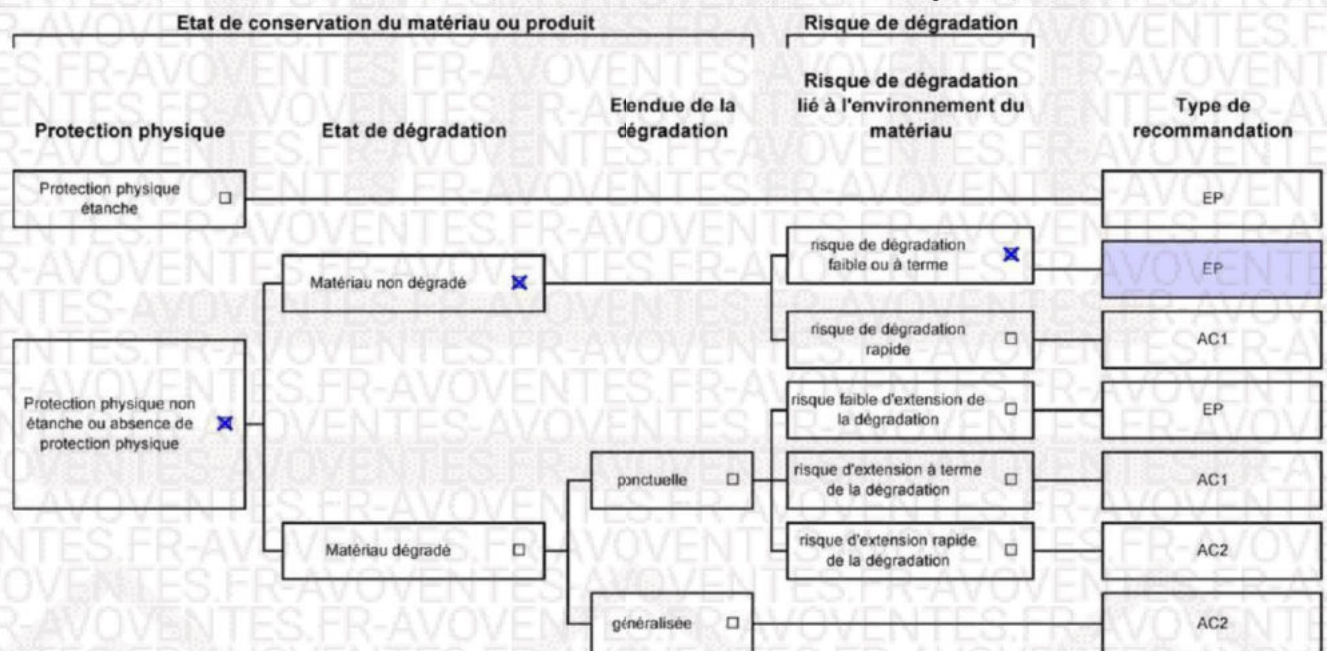 Etat de conservation du matériau ou produit
Risque de dégradation
Protection physique
Etat de dégradation
Etendue de la
dégradation
Risque de dégradation
lié à l'environnement du
matériau
Type de
recommandation
Protection physique
étanche
EP
Matériau non dégradé
risque de dégradation
faible ou à terme
EP
risque de dégradation
rapide
AC1
Protection physique non
étanche ou absence de
protection physique
risque faible d'extension de
la dégradation
EP
ponctuelle
risque d'extension à terme
de la dégradation
AC1
Matériau dégradé
risque d'extension rapide
de la dégradation
AC2
généralisée
AC2